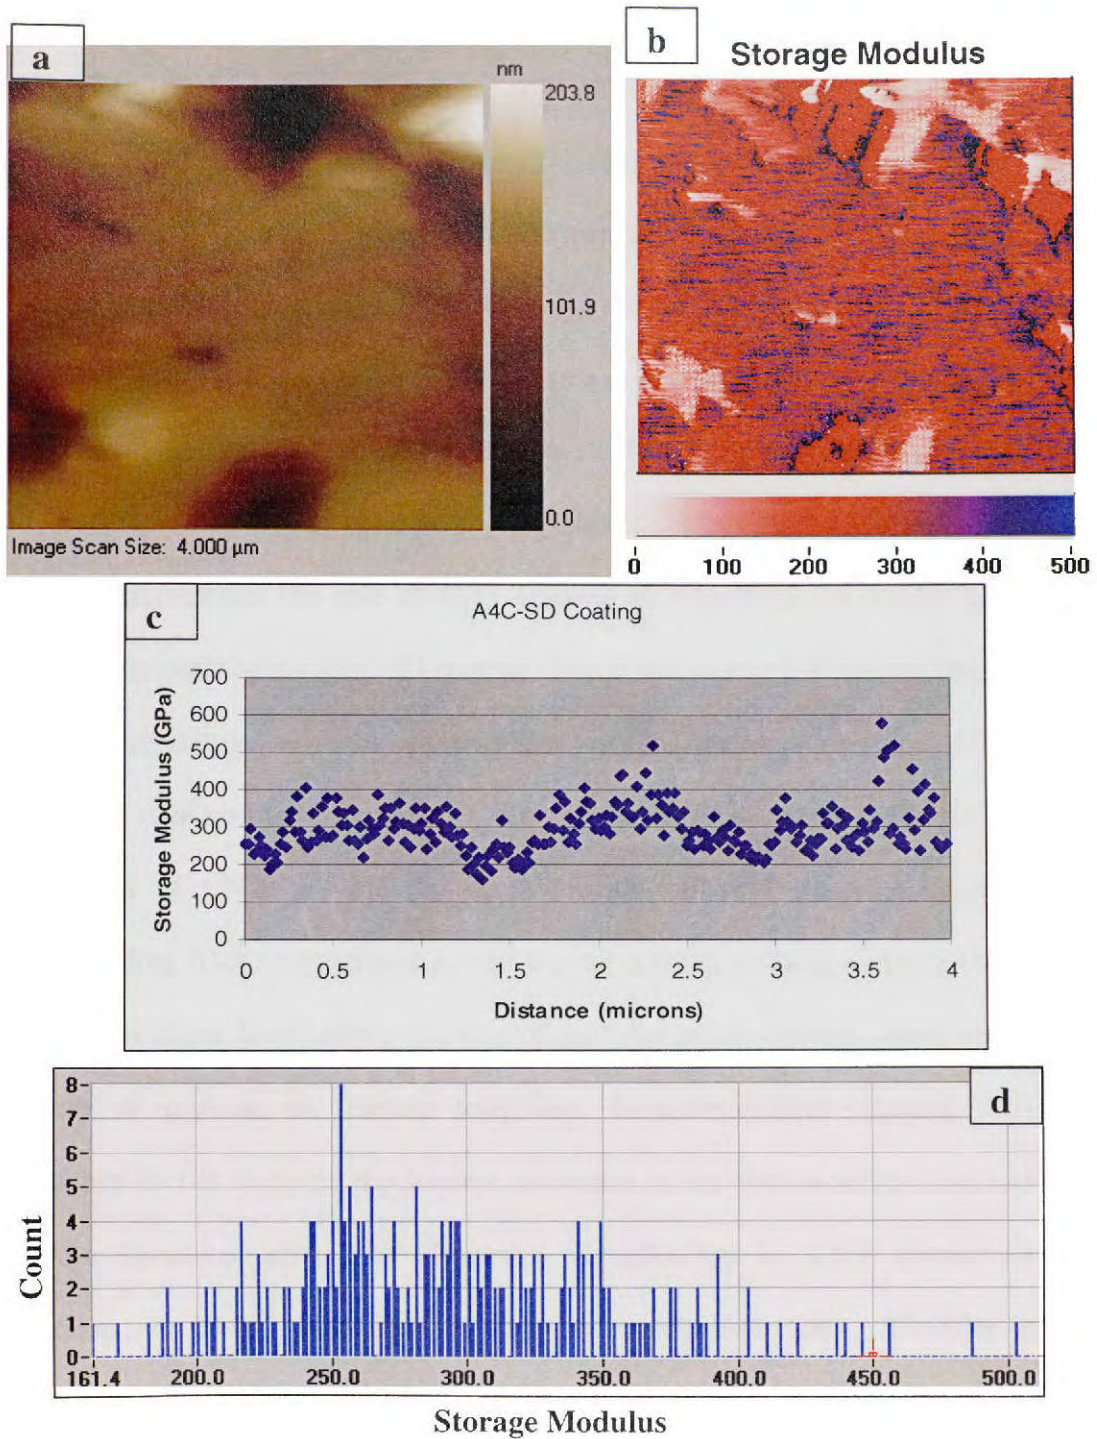 a
nm
203.8
101.9
0.0
Image Scan Size: 4.000 µm
b
Storage Modulus
0 100 200 300 400 500
c
A4C-SD Coating
Storage Modulus (GPa)
700
600
500
400
300
200
100
0
0 0.5 1 1.5 2 2.5 3 3.5 4
Distance (microns)
d
Count
8
7
6
5
4
3
2
1
0
161.4 200.0 250.0 300.0 350.0 400.0 450.0 500.0
Storage Modulus